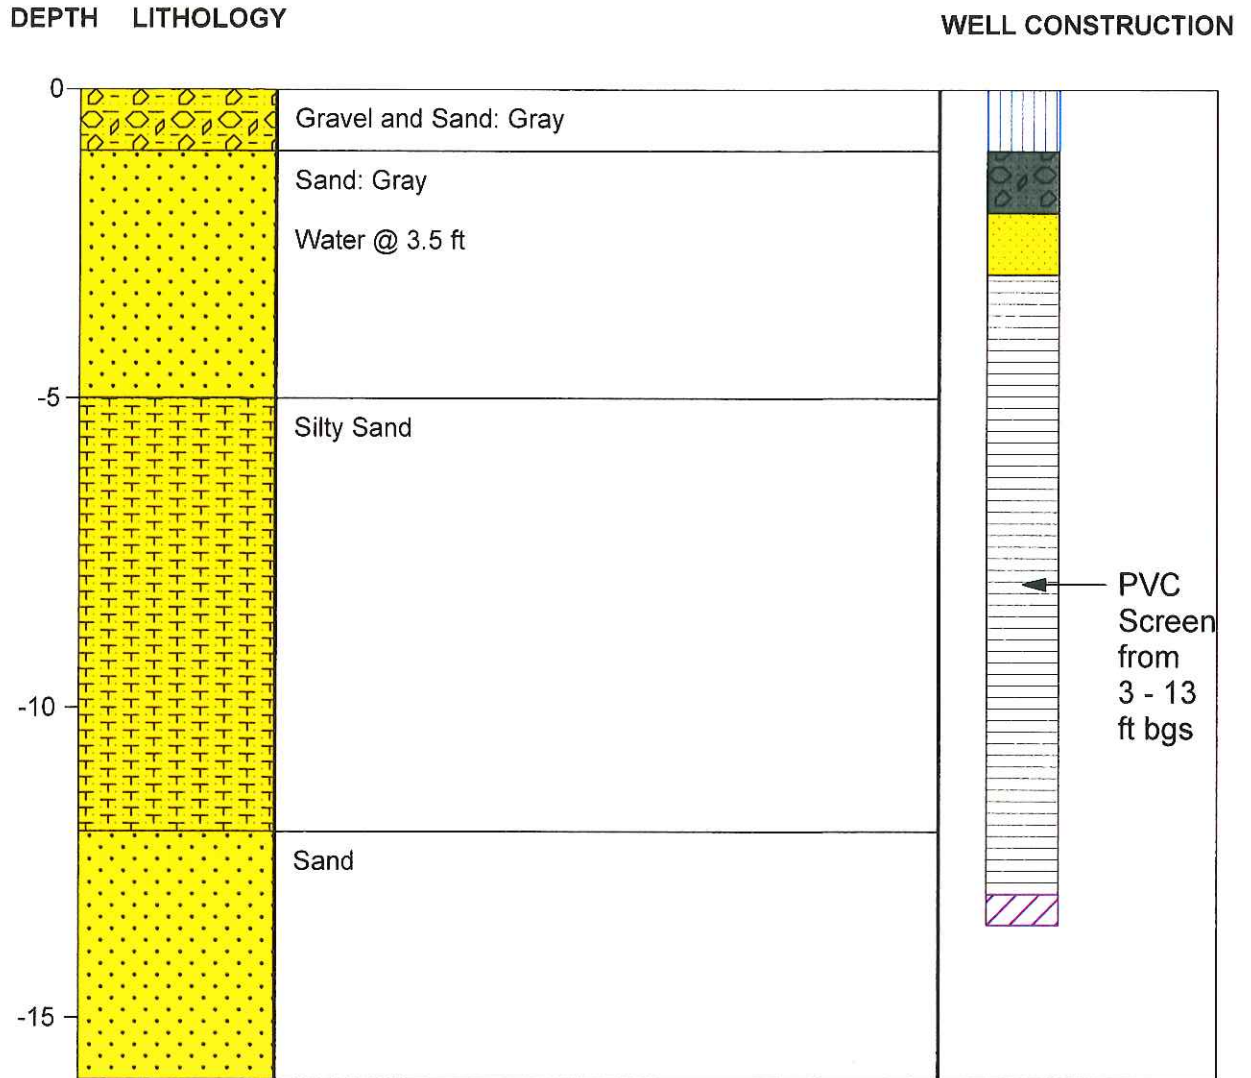 DEPTH LITHOLOGY
WELL CONSTRUCTION
0
Gravel and Sand: Gray
Sand: Gray
Water @ 3.5 ft
-5
Silty Sand
PVC
Screen
from
3 - 13
ft bgs
-10
Sand
-15